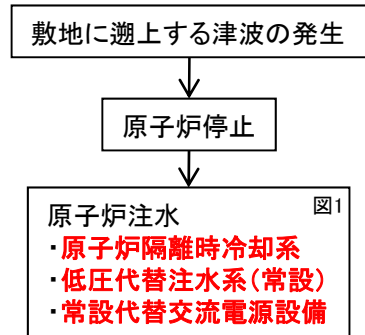 敷地に遡上する津波の発生
原子炉停止
図1
原子炉注水
・原子炉隔離時冷却系
・低圧代替注水系(常設)
・常設代替交流電源設備